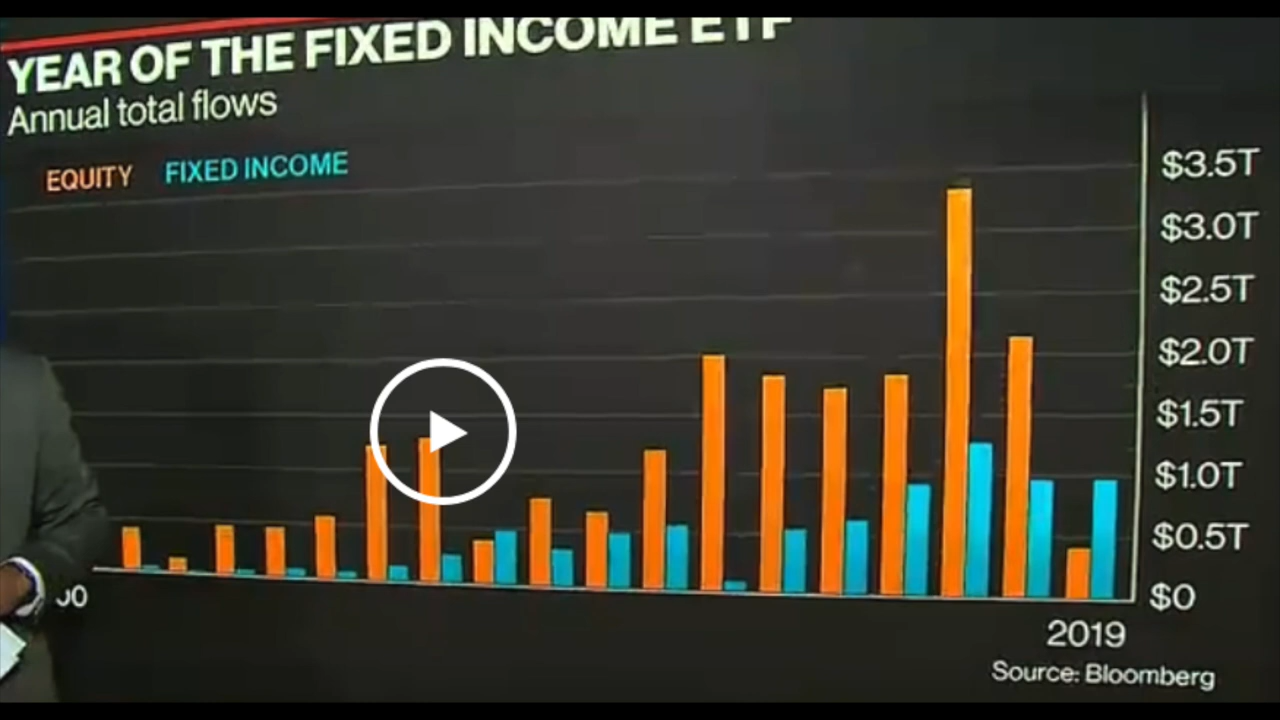 YEAR OF THE FIXED INCOME ETF
Annual total flows
EQUITY FIXED INCOME
$3.5T
$3.0T
$2.5T
$2.0T
$1.5T
$1.0T
$0.5T
$0
2019
Source: Bloomberg